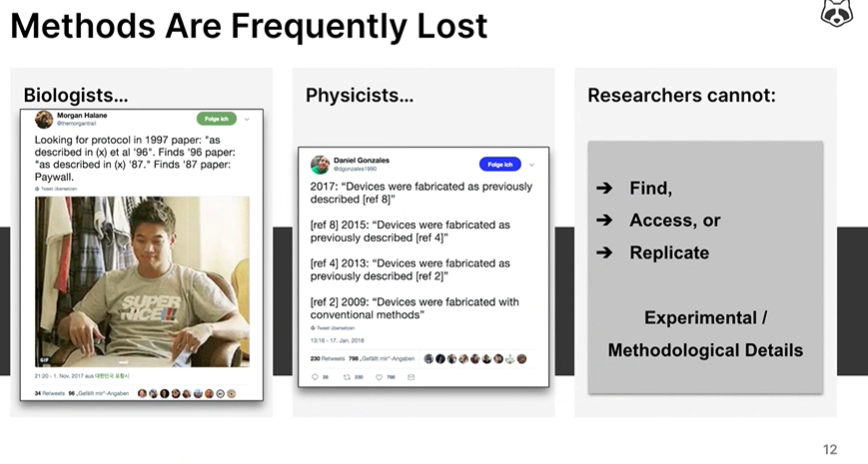 Methods Are Frequently Lost
Biologists...
Morgan Halane
@themorgantrail
Folge ich
Looking for protocol in 1997 paper: "as
described in (x) et al '96". Finds '96 paper:
"as described in (x) '87." Finds '87 paper:
Paywall.
Tweet übersetzen
SUPER
NICE!!!
GIF
21:20 - 1. Nov. 2017 aus 대한민국 포항시
34 Retweets 96 „Gefällt mir“-Angaben
Physicists...
Daniel Gonzales
@dgonzales1990
Folge ich
2017: “Devices were fabricated as previously
described [ref 8]”
[ref 8] 2015: “Devices were fabricated as
previously described [ref 4]”
[ref 4] 2013: “Devices were fabricated as
previously described [ref 2]”
[ref 2] 2009: “Devices were fabricated with
conventional methods”
Tweet übersetzen
13:16 - 17. Jan. 2018
230 Retweets 798 „Gefällt mir“-Angaben
Researchers cannot:
➔ Find,
➔ Access, or
➔ Replicate
Experimental /
Methodological Details
12